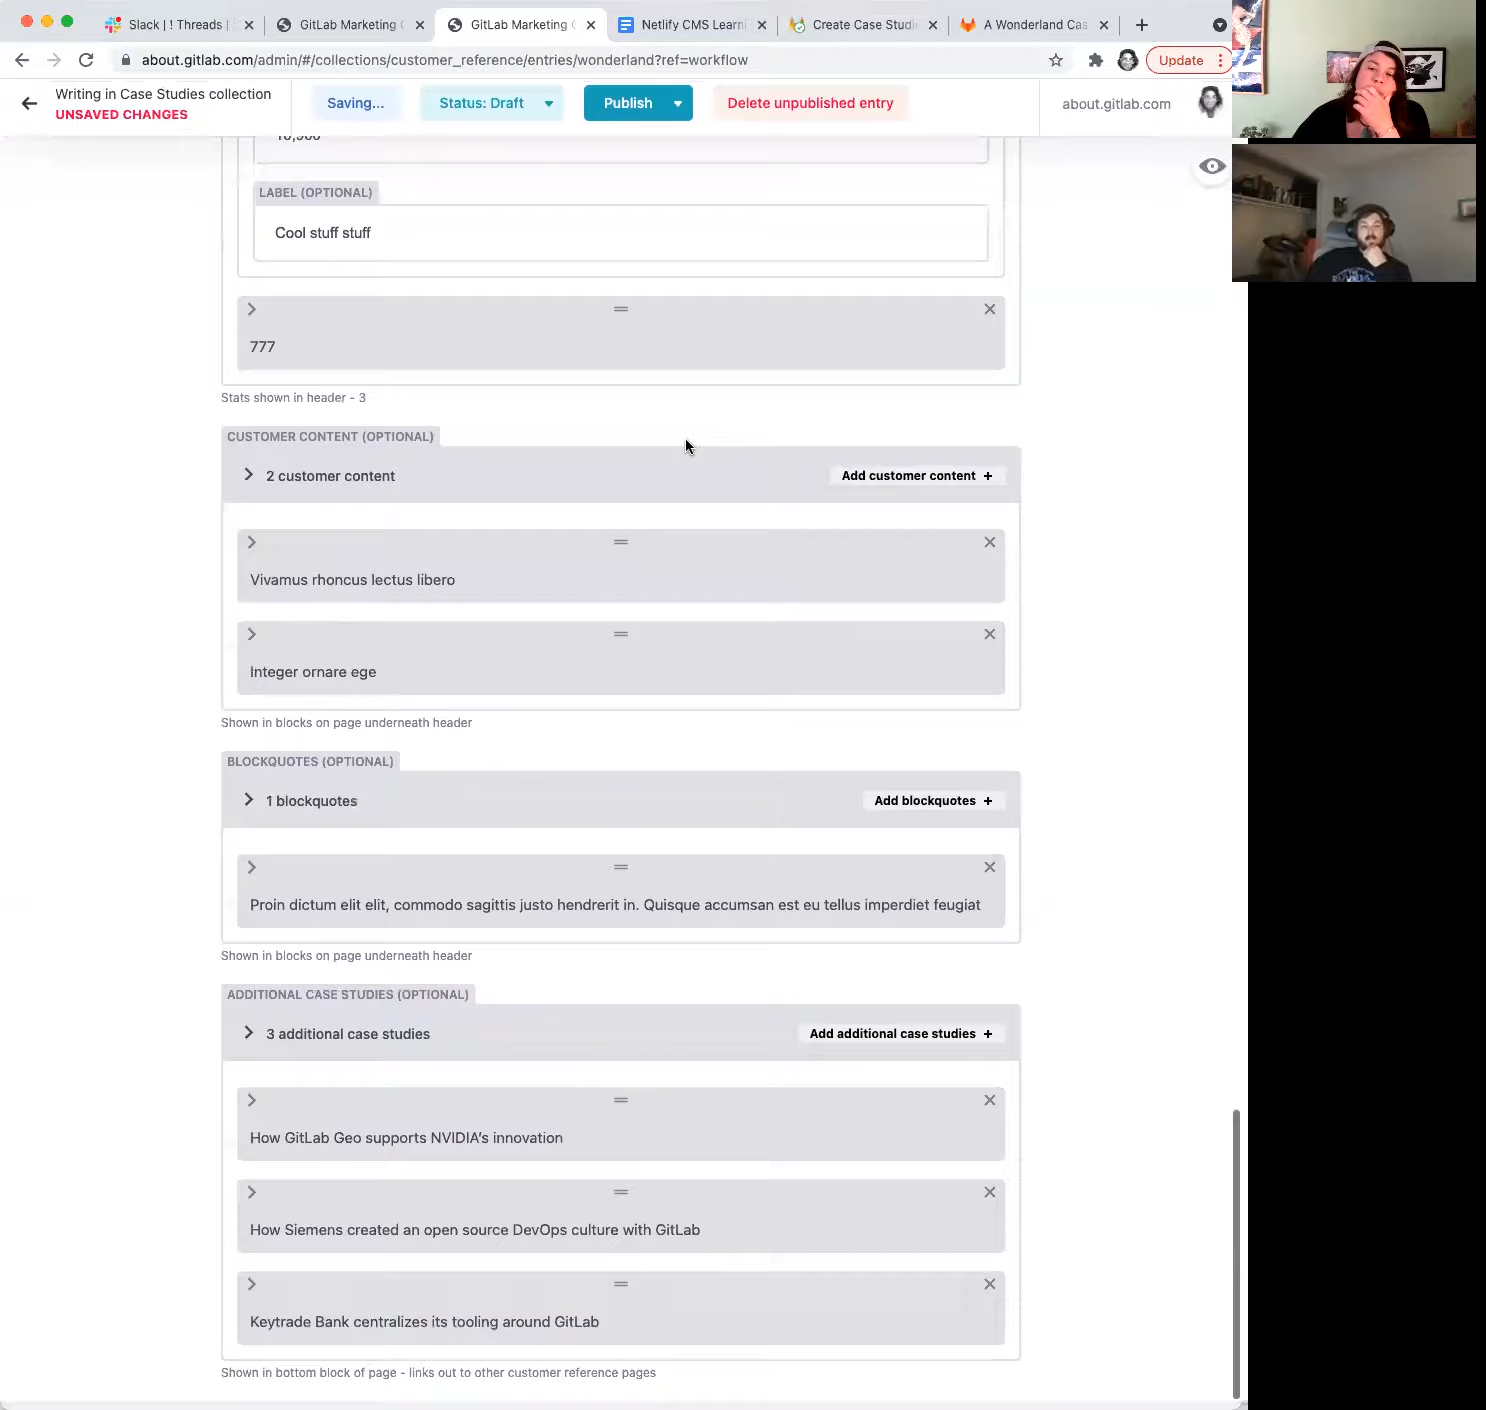 Slack | ! Threads |
GitLab Marketing
GitLab Marketing
Netlify CMS Learni
Create Case Studi
A Wonderland Cas
about.gitlab.com/admin/#/collections/customer_reference/entries/wonderland?ref=workflow
Update
Writing in Case Studies collection
UNSAVED CHANGES
Saving...
Status: Draft
Publish
Delete unpublished entry
about.gitlab.com
LABEL (OPTIONAL)
Cool stuff stuff
777
Stats shown in header - 3
CUSTOMER CONTENT (OPTIONAL)
2 customer content
Add customer content +
Vivamus rhoncus lectus libero
Integer ornare ege
Shown in blocks on page underneath header
BLOCKQUOTES (OPTIONAL)
1 blockquotes
Add blockquotes +
Proin dictum elit elit, commodo sagittis justo hendrerit in. Quisque accumsan est eu tellus imperdiet feugiat
Shown in blocks on page underneath header
ADDITIONAL CASE STUDIES (OPTIONAL)
3 additional case studies
Add additional case studies +
How GitLab Geo supports NVIDIA's innovation
How Siemens created an open source DevOps culture with GitLab
Keytrade Bank centralizes its tooling around GitLab
Shown in bottom block of page - links out to other customer reference pages